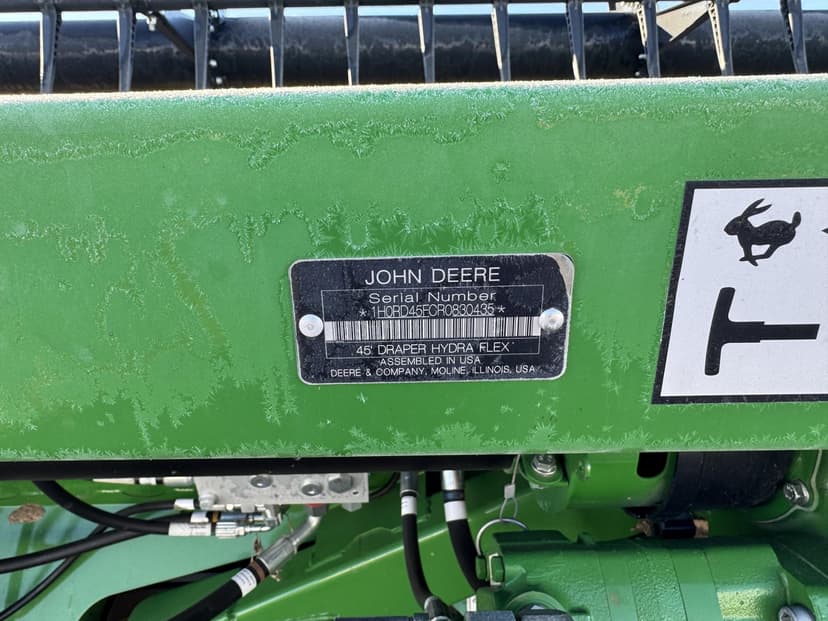 JOHN DEERE
Serial Number
*1H0RD45FCR0830435*
45' DRAPER HYDRA FLEX
ASSEMBLED IN USA
DEERE & COMPANY, MOLINE, ILLINOIS, USA